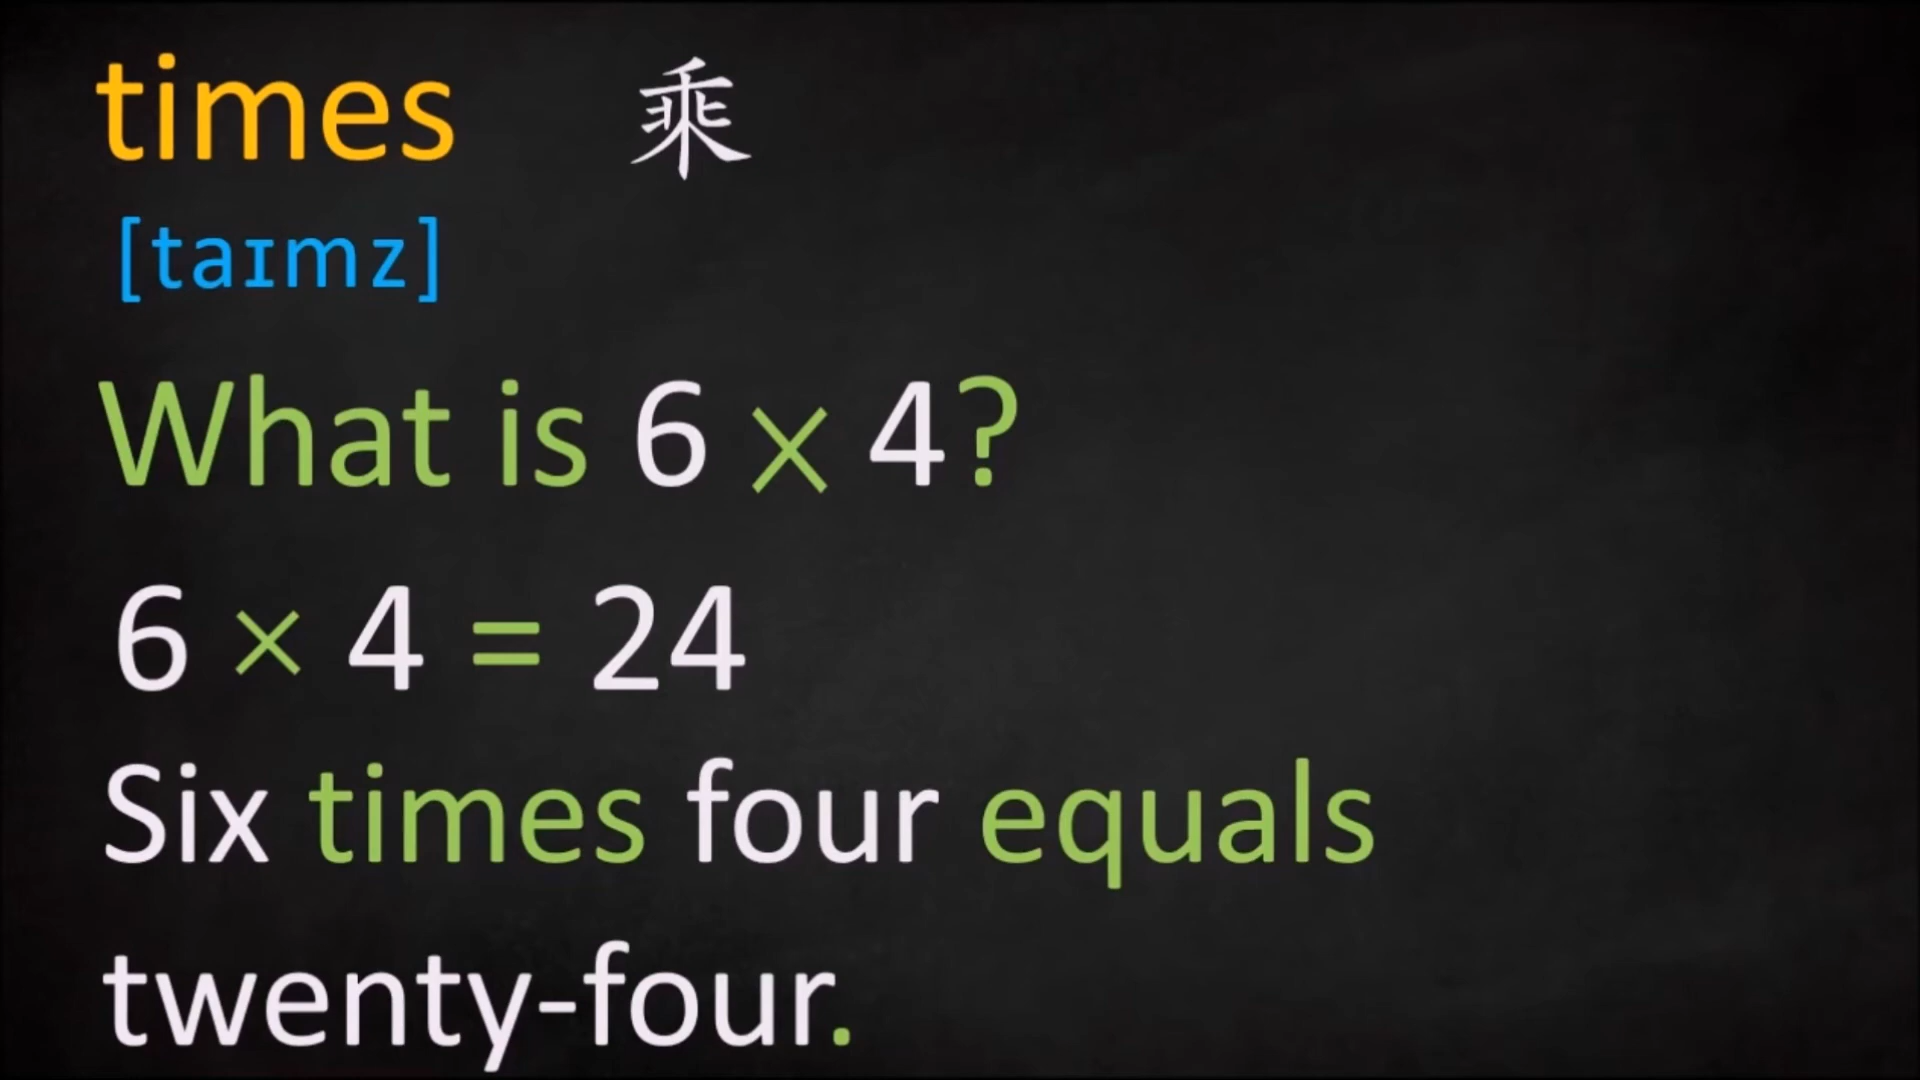 times 乘
[taɪmz]
What is 6 × 4?
6 × 4 = 24
Six times four equals
twenty-four.